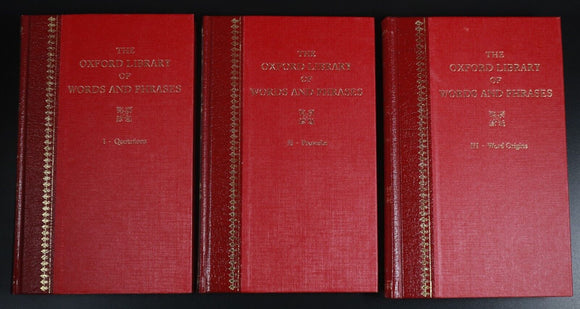 THE
OXFORD LIBRARY
OF
WORDS AND PHRASES
I - Quotations
THE
OXFORD LIBRARY
OF
WORDS AND PHRASES
II - Proverbs
THE
OXFORD LIBRARY
OF
WORDS AND PHRASES
III - Word Origins